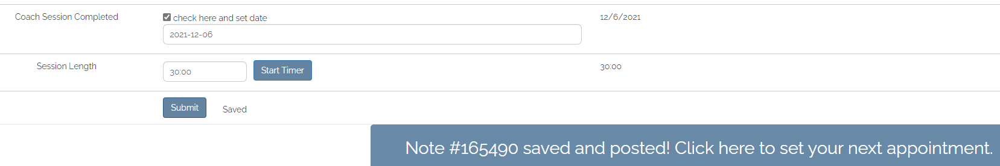 Coach Session Completed
check here and set date
12/6/2021
2021-12-06
Session Length
30:00
Start Timer
30:00
Submit
Saved
Note #165490 saved and posted! Click here to set your next appointment.